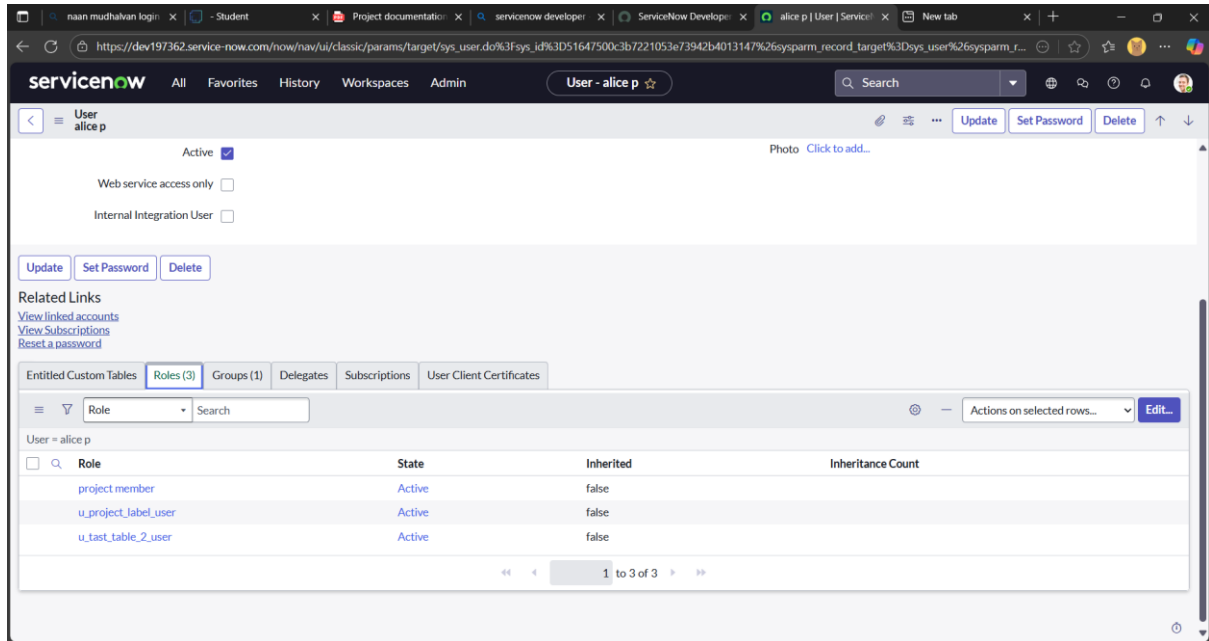 naan mudhalvan login
- Student
Project documentation
servicenow developer
ServiceNow Developer
alice p | User | Service
New tab
https://dev197362.service-now.com/now/nav/ui/classic/params/target/sys_user.do%3Fsys_id%3D51647500c3b7221053e73942b4013147%26sysparm_record_target%3Dsys_user%26sysparm_r...
servicenow All Favorites History Workspaces Admin User - alice p Search
User
alice p
Update Set Password Delete
Active Photo Click to add...
Web service access only
Internal Integration User
Update Set Password Delete
Related Links
View linked accounts
View Subscriptions
Reset a password
Entitled Custom Tables Roles (3) Groups (1) Delegates Subscriptions User Client Certificates
Role Search Actions on selected rows... Edit...
User = alice p
Role State Inherited Inheritance Count
project member Active false
u_project_label_user Active false
u_tast_table_2_user Active false
1 to 3 of 3